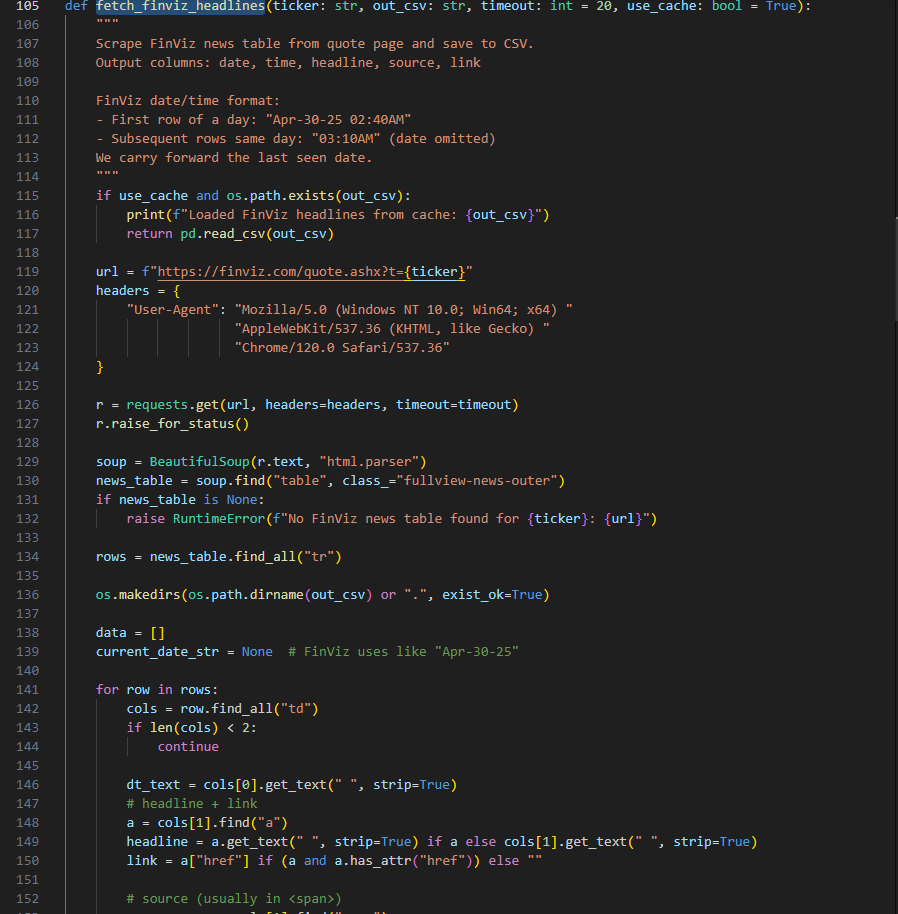 105 def fetch_finviz_headlines(ticker: str, out_csv: str, timeout: int = 20, use_cache: bool = True):
106     """
107     Scrape FinViz news table from quote page and save to CSV.
108     Output columns: date, time, headline, source, link
109
110     FinViz date/time format:
111     - First row of a day: "Apr-30-25 02:40AM"
112     - Subsequent rows same day: "03:10AM" (date omitted)
113     We carry forward the last seen date.
114     """
115     if use_cache and os.path.exists(out_csv):
116         print(f"Loaded FinViz headlines from cache: {out_csv}")
117         return pd.read_csv(out_csv)
118
119     url = f"https://finviz.com/quote.ashx?t={ticker}"
120     headers = {
121         "User-Agent": "Mozilla/5.0 (Windows NT 10.0; Win64; x64) "
122                       "AppleWebKit/537.36 (KHTML, like Gecko) "
123                       "Chrome/120.0 Safari/537.36"
124     }
125
126     r = requests.get(url, headers=headers, timeout=timeout)
127     r.raise_for_status()
128
129     soup = BeautifulSoup(r.text, "html.parser")
130     news_table = soup.find("table", class_="fullview-news-outer")
131     if news_table is None:
132         raise RuntimeError(f"No FinViz news table found for {ticker}: {url}")
133
134     rows = news_table.find_all("tr")
135
136     os.makedirs(os.path.dirname(out_csv) or ".", exist_ok=True)
137
138     data = []
139     current_date_str = None  # FinViz uses like "Apr-30-25"
140
141     for row in rows:
142         cols = row.find_all("td")
143         if len(cols) < 2:
144             continue
145
146         dt_text = cols[0].get_text(" ", strip=True)
147         # headline + link
148         a = cols[1].find("a")
149         headline = a.get_text(" ", strip=True) if a else cols[1].get_text(" ", strip=True)
150         link = a["href"] if (a and a.has_attr("href")) else ""
151
152         # source (usually in <span>)